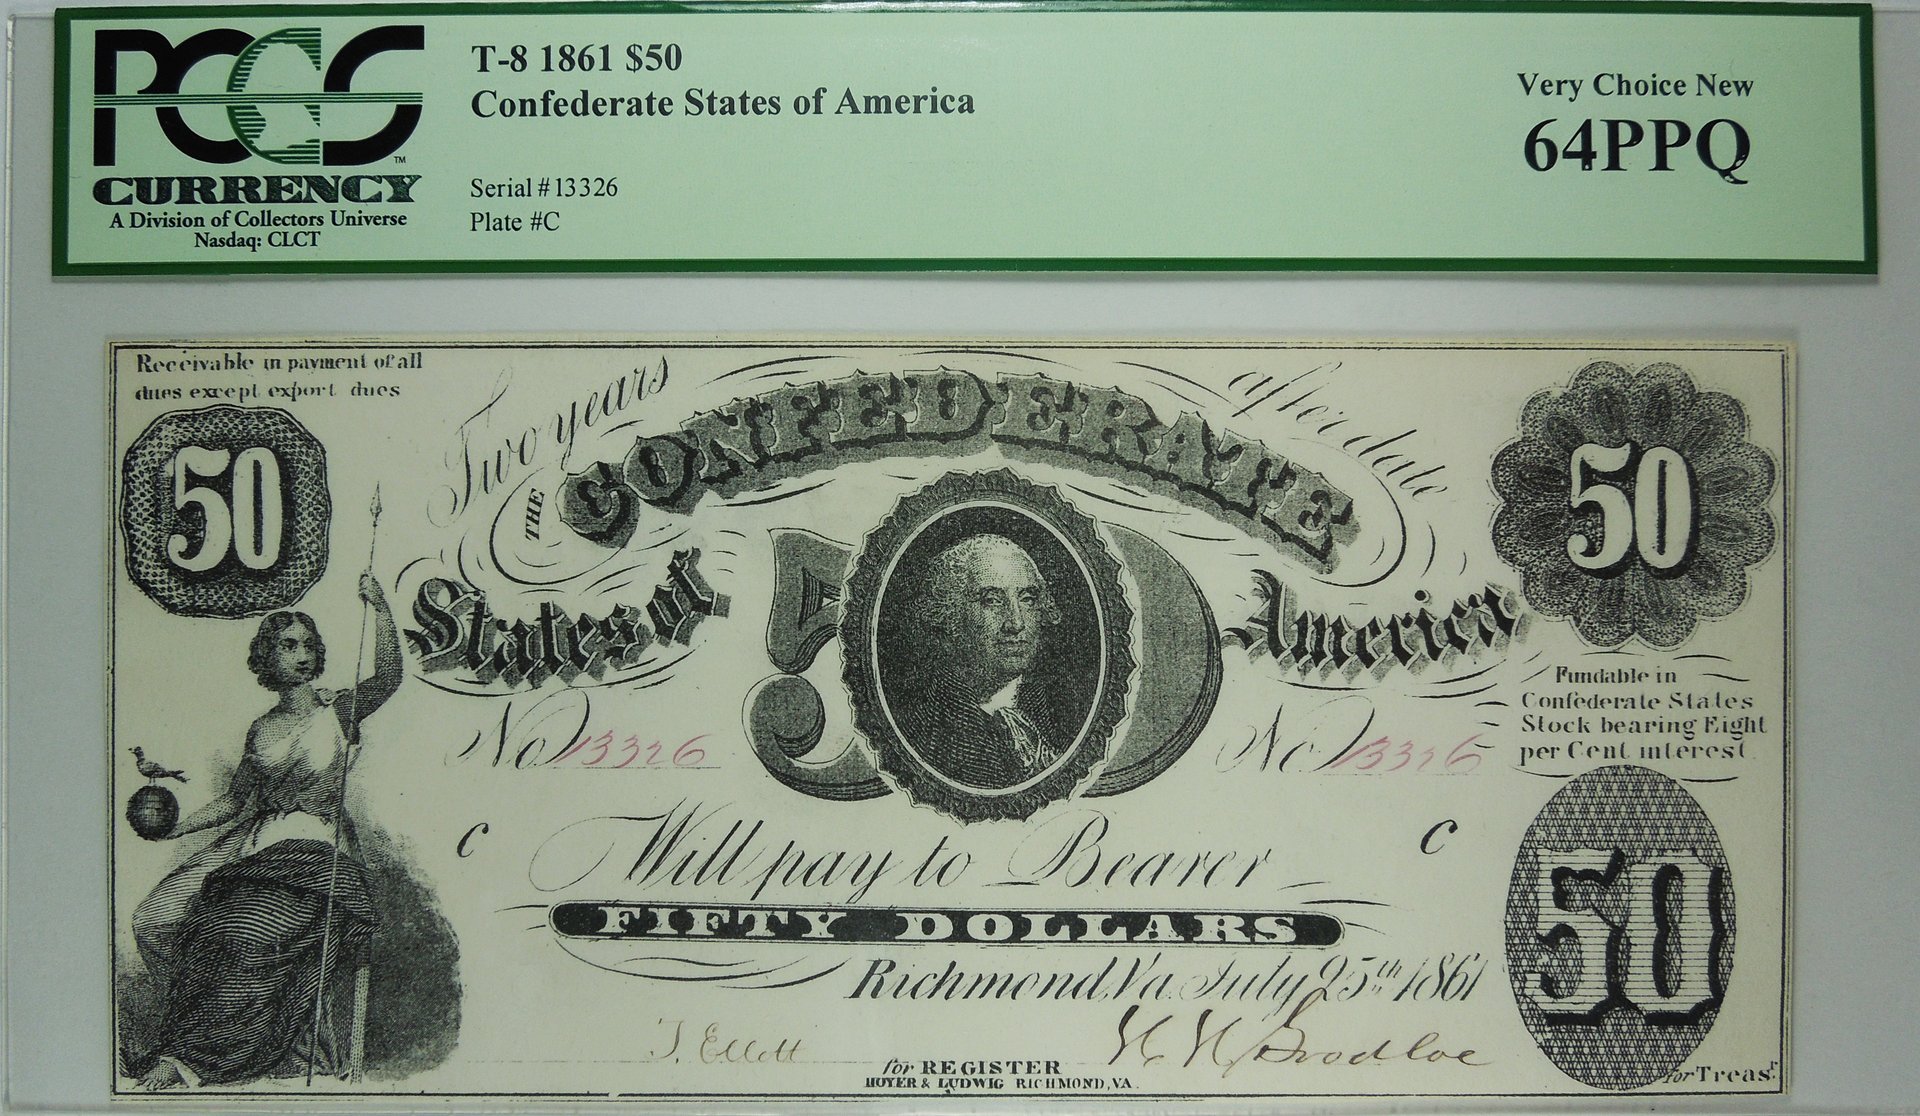 PCGS
™
CURRENCY
A Division of Collectors Universe
Nasdaq: CLCT
T-8 1861 $50
Confederate States of America
Serial #13326
Plate #C
Very Choice New
64PPQ
Receivable in payment of all
dues except export dues
Two years
after date
50
50
THE
CONFEDERATE
States of
50
America
Fundable in
Confederate States
Stock bearing Eight
per Cent interest.
No 13326
No 13326
C
C
Will pay to Bearer
FIFTY DOLLARS
50
Richmond, Va. July 25th 1861
for REGISTER
HOYER & LUDWIG RICHMOND, VA.
for Treasr.